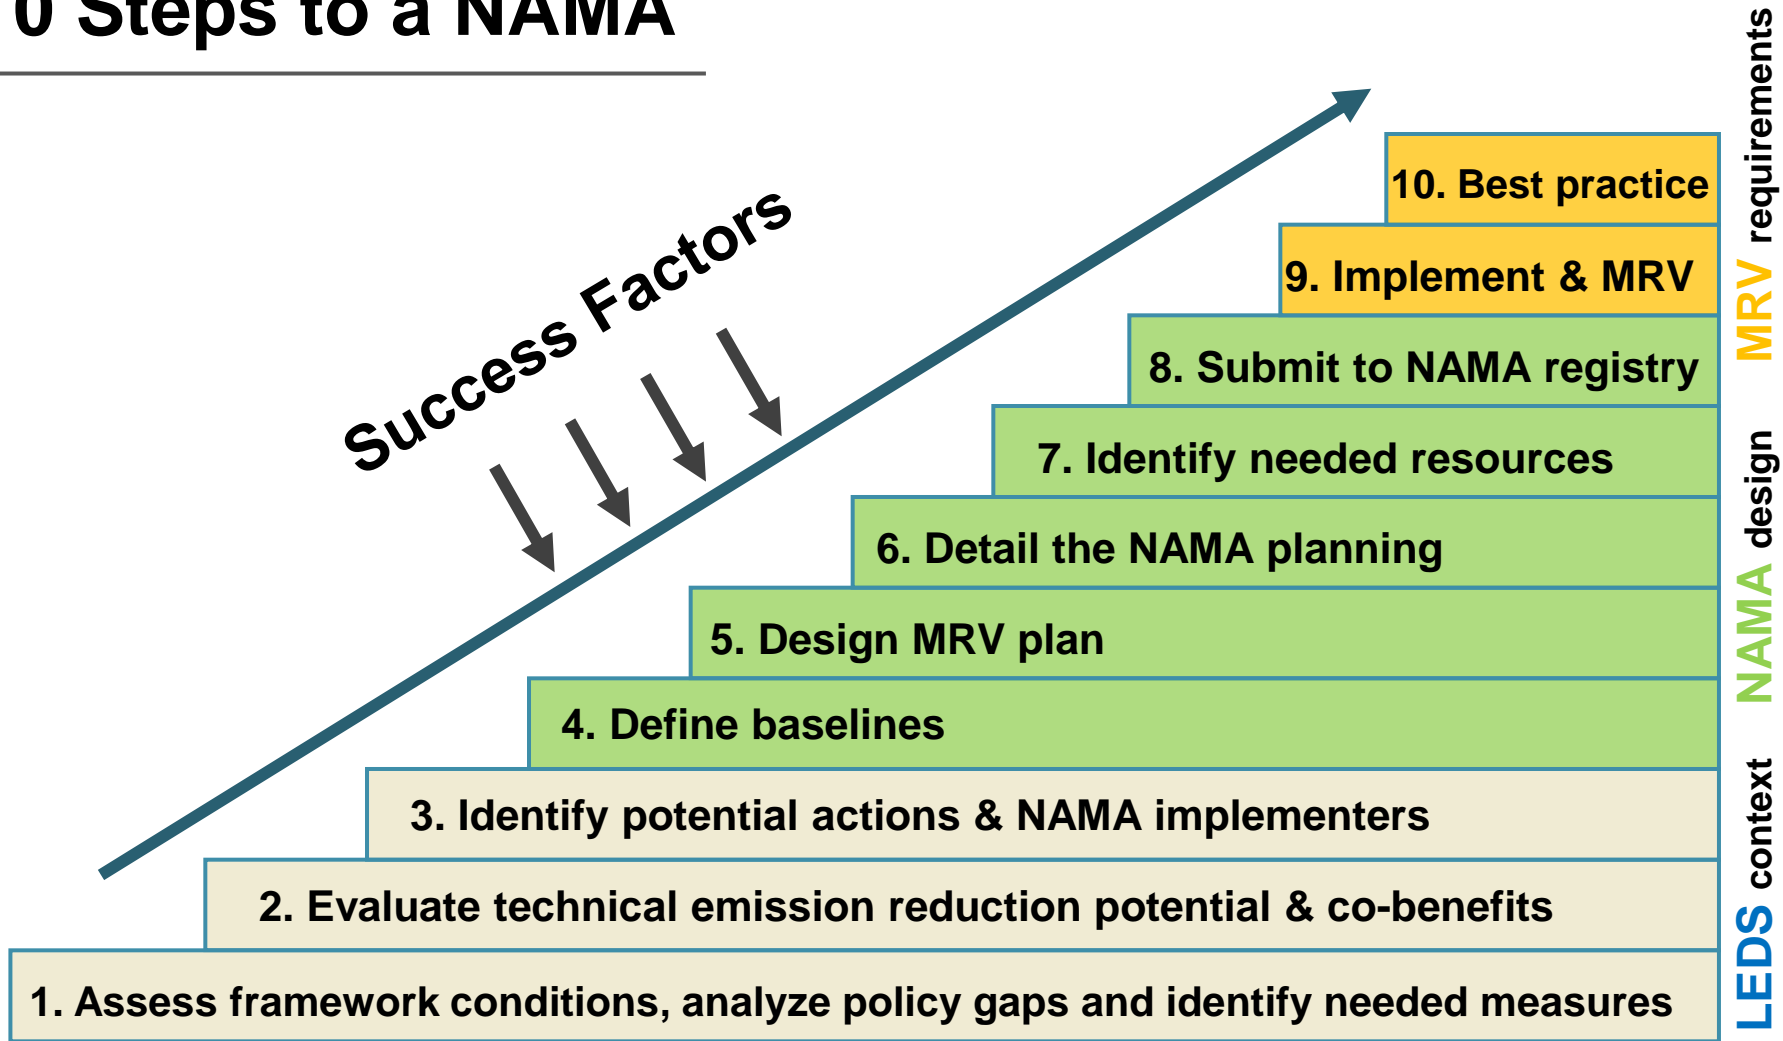 0 Steps to a NAMA
Success Factors
10. Best practice
9. Implement & MRV
8. Submit to NAMA registry
7. Identify needed resources
6. Detail the NAMA planning
5. Design MRV plan
4. Define baselines
3. Identify potential actions & NAMA implementers
2. Evaluate technical emission reduction potential & co-benefits
1. Assess framework conditions, analyze policy gaps and identify needed measures
LEDS context
NAMA design
MRV requirements